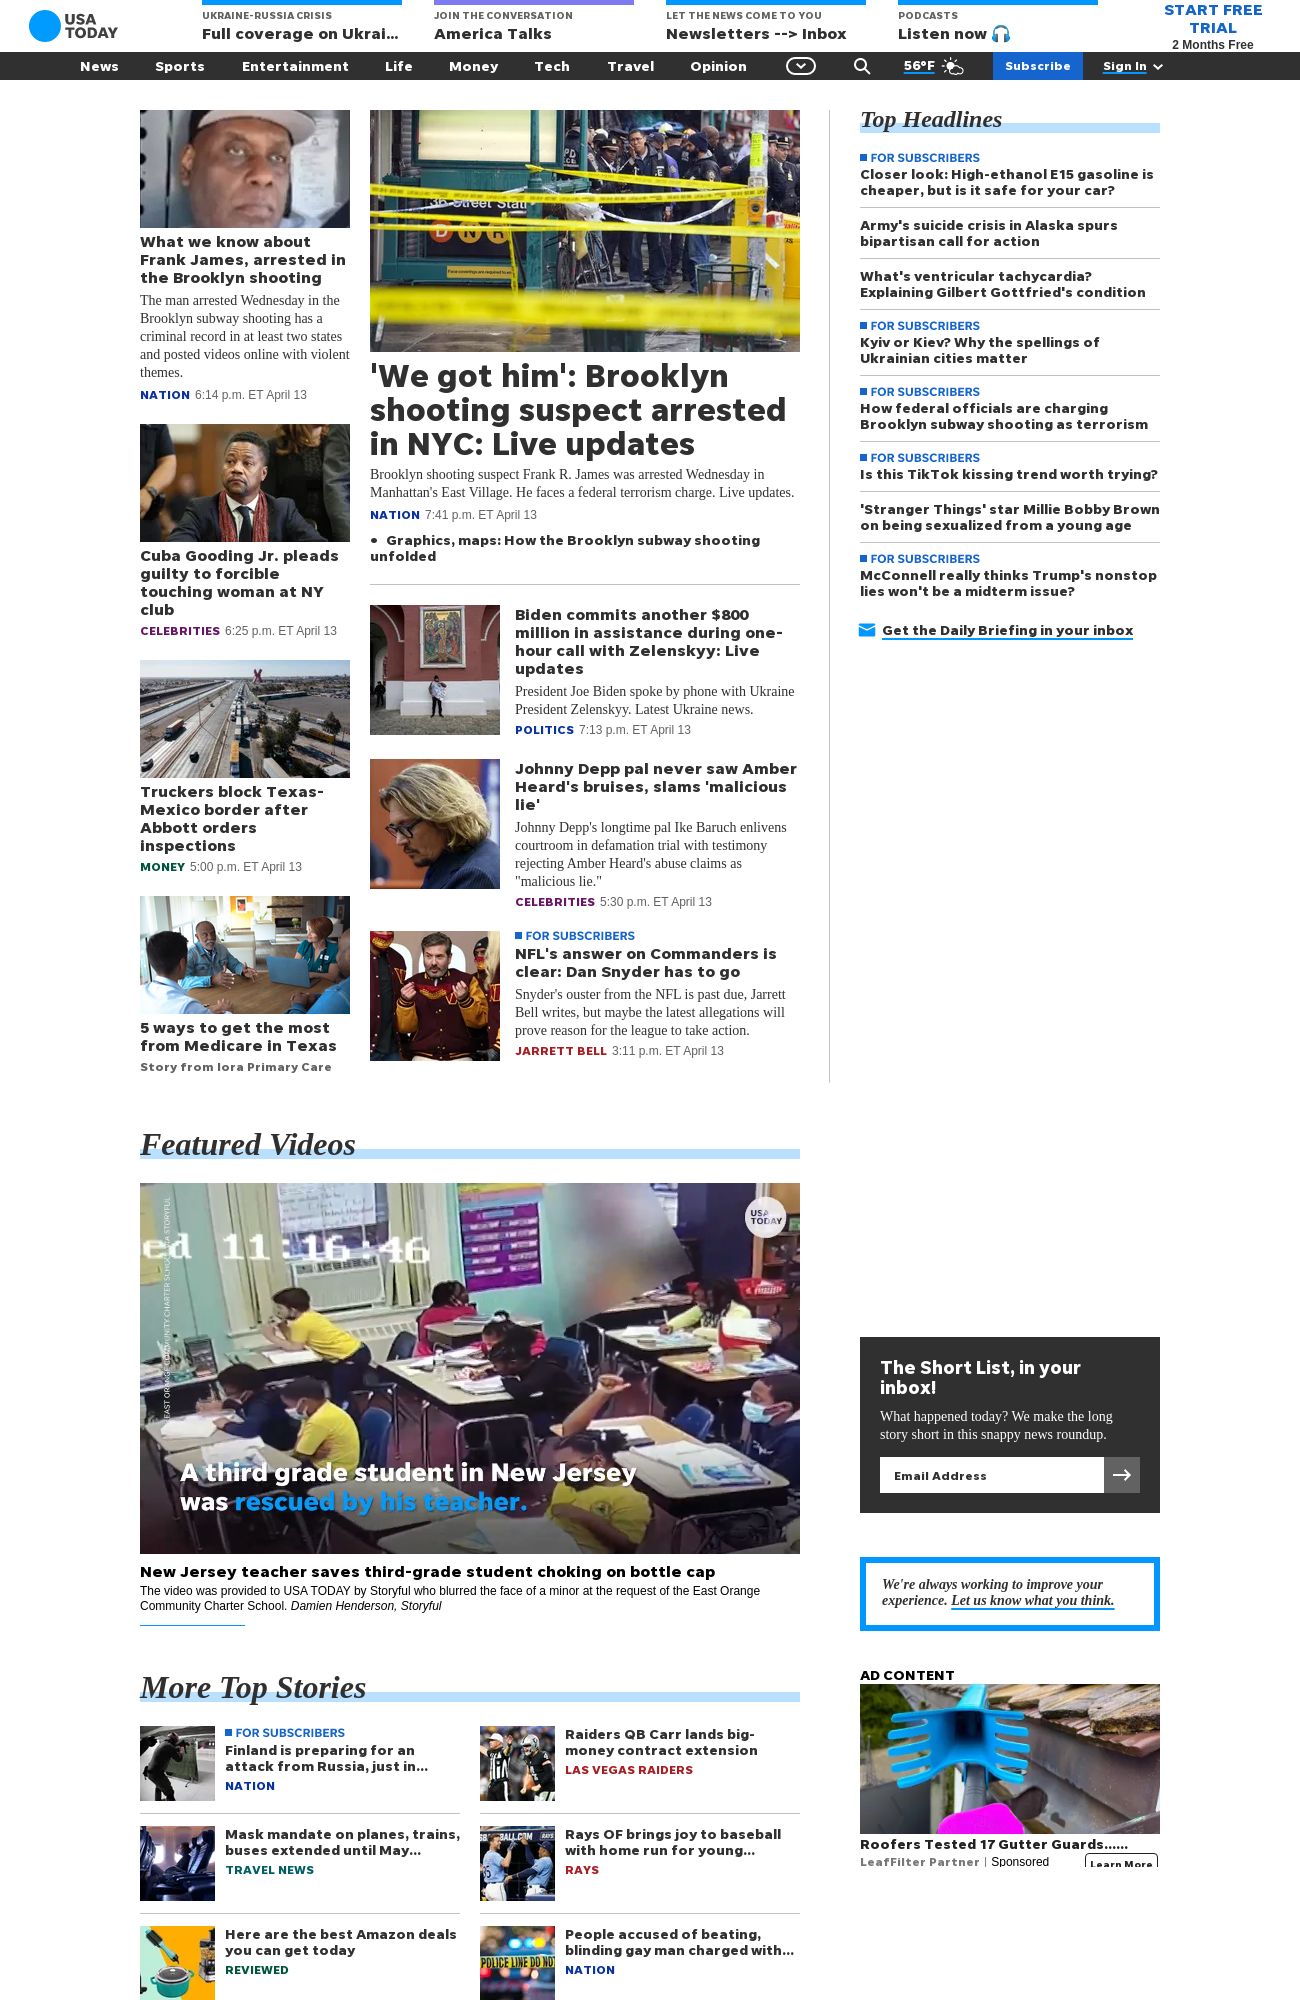 USA
TODAY
UKRAINE-RUSSIA CRISIS
Full coverage on Ukrai...
JOIN THE CONVERSATION
America Talks
LET THE NEWS COME TO YOU
Newsletters --> Inbox
PODCASTS
Listen now 🎧
START FREE
TRIAL
2 Months Free
News Sports Entertainment Life Money Tech Travel Opinion 56°F Subscribe Sign In
What we know about
Frank James, arrested in
the Brooklyn shooting
The man arrested Wednesday in the
Brooklyn subway shooting has a
criminal record in at least two states
and posted videos online with violent
themes.
NATION 6:14 p.m. ET April 13
Cuba Gooding Jr. pleads
guilty to forcible
touching woman at NY
club
CELEBRITIES 6:25 p.m. ET April 13
Truckers block Texas-
Mexico border after
Abbott orders
inspections
MONEY 5:00 p.m. ET April 13
5 ways to get the most
from Medicare in Texas
Story from Iora Primary Care
36 Street Stati
D N R
Face coverings are required
'We got him': Brooklyn
shooting suspect arrested
in NYC: Live updates
Brooklyn shooting suspect Frank R. James was arrested Wednesday in
Manhattan's East Village. He faces a federal terrorism charge. Live updates.
NATION 7:41 p.m. ET April 13
• Graphics, maps: How the Brooklyn subway shooting
unfolded
Biden commits another $800
million in assistance during one-
hour call with Zelenskyy: Live
updates
President Joe Biden spoke by phone with Ukraine
President Zelenskyy. Latest Ukraine news.
POLITICS 7:13 p.m. ET April 13
Johnny Depp pal never saw Amber
Heard's bruises, slams 'malicious
lie'
Johnny Depp's longtime pal Ike Baruch enlivens
courtroom in defamation trial with testimony
rejecting Amber Heard's abuse claims as
"malicious lie."
CELEBRITIES 5:30 p.m. ET April 13
FOR SUBSCRIBERS
NFL's answer on Commanders is
clear: Dan Snyder has to go
Snyder's ouster from the NFL is past due, Jarrett
Bell writes, but maybe the latest allegations will
prove reason for the league to take action.
JARRETT BELL 3:11 p.m. ET April 13
Top Headlines
FOR SUBSCRIBERS
Closer look: High-ethanol E15 gasoline is
cheaper, but is it safe for your car?
Army's suicide crisis in Alaska spurs
bipartisan call for action
What's ventricular tachycardia?
Explaining Gilbert Gottfried's condition
FOR SUBSCRIBERS
Kyiv or Kiev? Why the spellings of
Ukrainian cities matter
FOR SUBSCRIBERS
How federal officials are charging
Brooklyn subway shooting as terrorism
FOR SUBSCRIBERS
Is this TikTok kissing trend worth trying?
'Stranger Things' star Millie Bobby Brown
on being sexualized from a young age
FOR SUBSCRIBERS
McConnell really thinks Trump's nonstop
lies won't be a midterm issue?
Get the Daily Briefing in your inbox
Featured Videos
ed 11:16:46
USA
TODAY
EAST ORANGE COMMUNITY CHARTER SCHOOL VIA STORYFUL
A third grade student in New Jersey
was rescued by his teacher.
New Jersey teacher saves third-grade student choking on bottle cap
The video was provided to USA TODAY by Storyful who blurred the face of a minor at the request of the East Orange
Community Charter School. Damien Henderson, Storyful
The Short List, in your
inbox!
What happened today? We make the long
story short in this snappy news roundup.
Email Address
We're always working to improve your
experience. Let us know what you think.
More Top Stories
FOR SUBSCRIBERS
Finland is preparing for an
attack from Russia, just in...
NATION
Raiders QB Carr lands big-
money contract extension
LAS VEGAS RAIDERS
Mask mandate on planes, trains,
buses extended until May...
TRAVEL NEWS
Rays OF brings joy to baseball
with home run for young...
RAYS
Here are the best Amazon deals
you can get today
REVIEWED
POLICE LINE DO NOT
People accused of beating,
blinding gay man charged with...
NATION
AD CONTENT
Roofers Tested 17 Gutter Guards......
LeafFilter Partner | Sponsored
Learn More